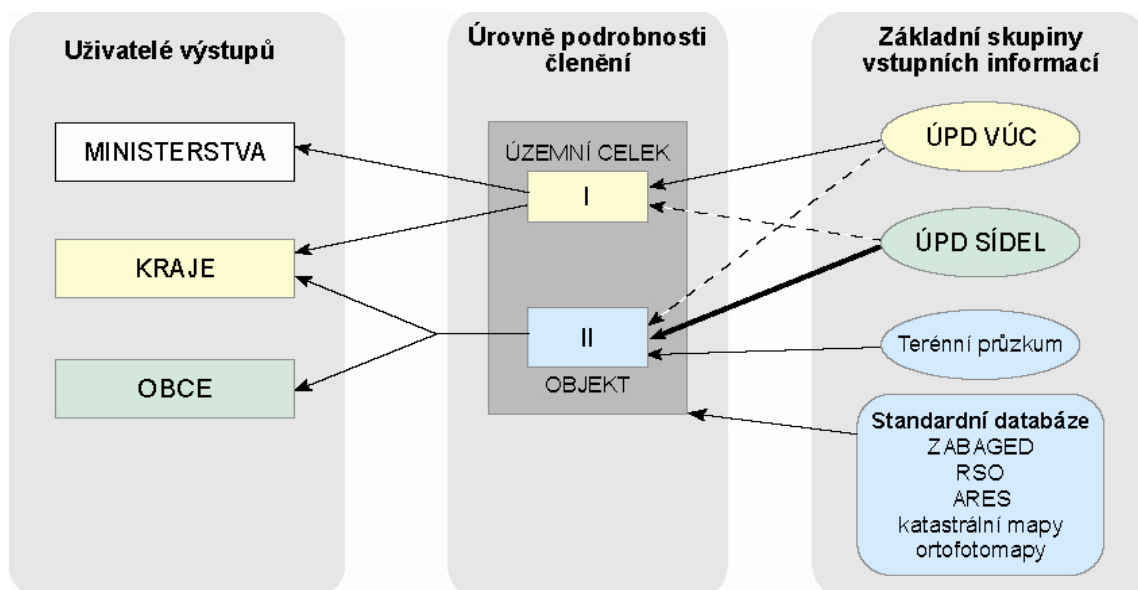 Uživatelé výstupů
MINISTERSTVA
KRAJE
OBCE
Úrovně podrobnosti
členění
ÚZEMNÍ CELEK
I
II
OBJEKT
Základní skupiny
vstupních informací
ÚPD VÚC
ÚPD SÍDEL
Terénní průzkum
Standardní databáze
ZABAGED
RSO
ARES
katastrální mapy
ortofotomapy